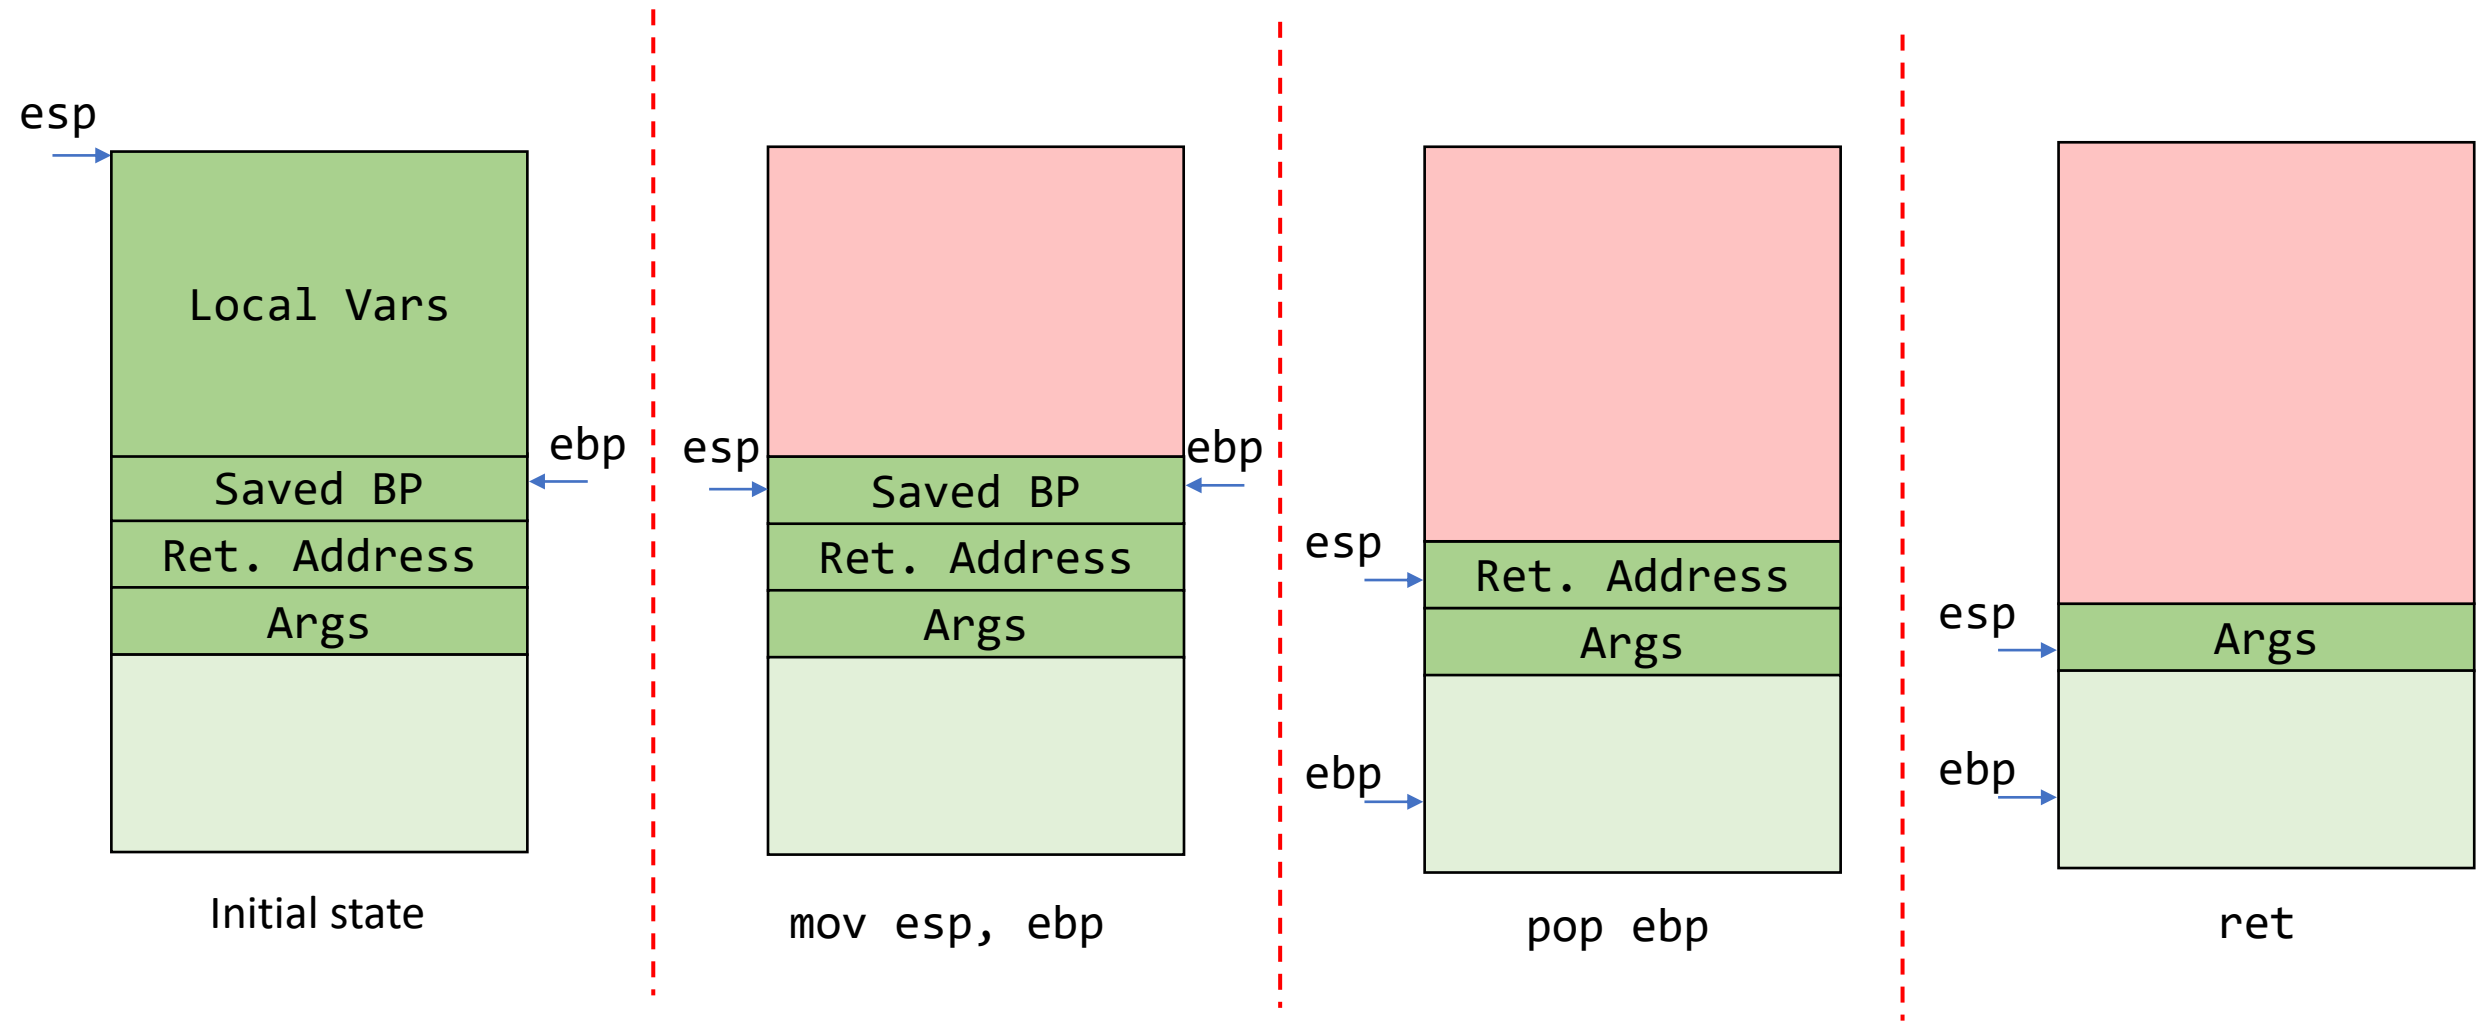 esp
Local Vars
ebp
Saved BP
Ret. Address
Args
Initial state
esp
ebp
Saved BP
Ret. Address
Args
mov esp, ebp
esp
Ret. Address
Args
ebp
pop ebp
esp
Args
ebp
ret